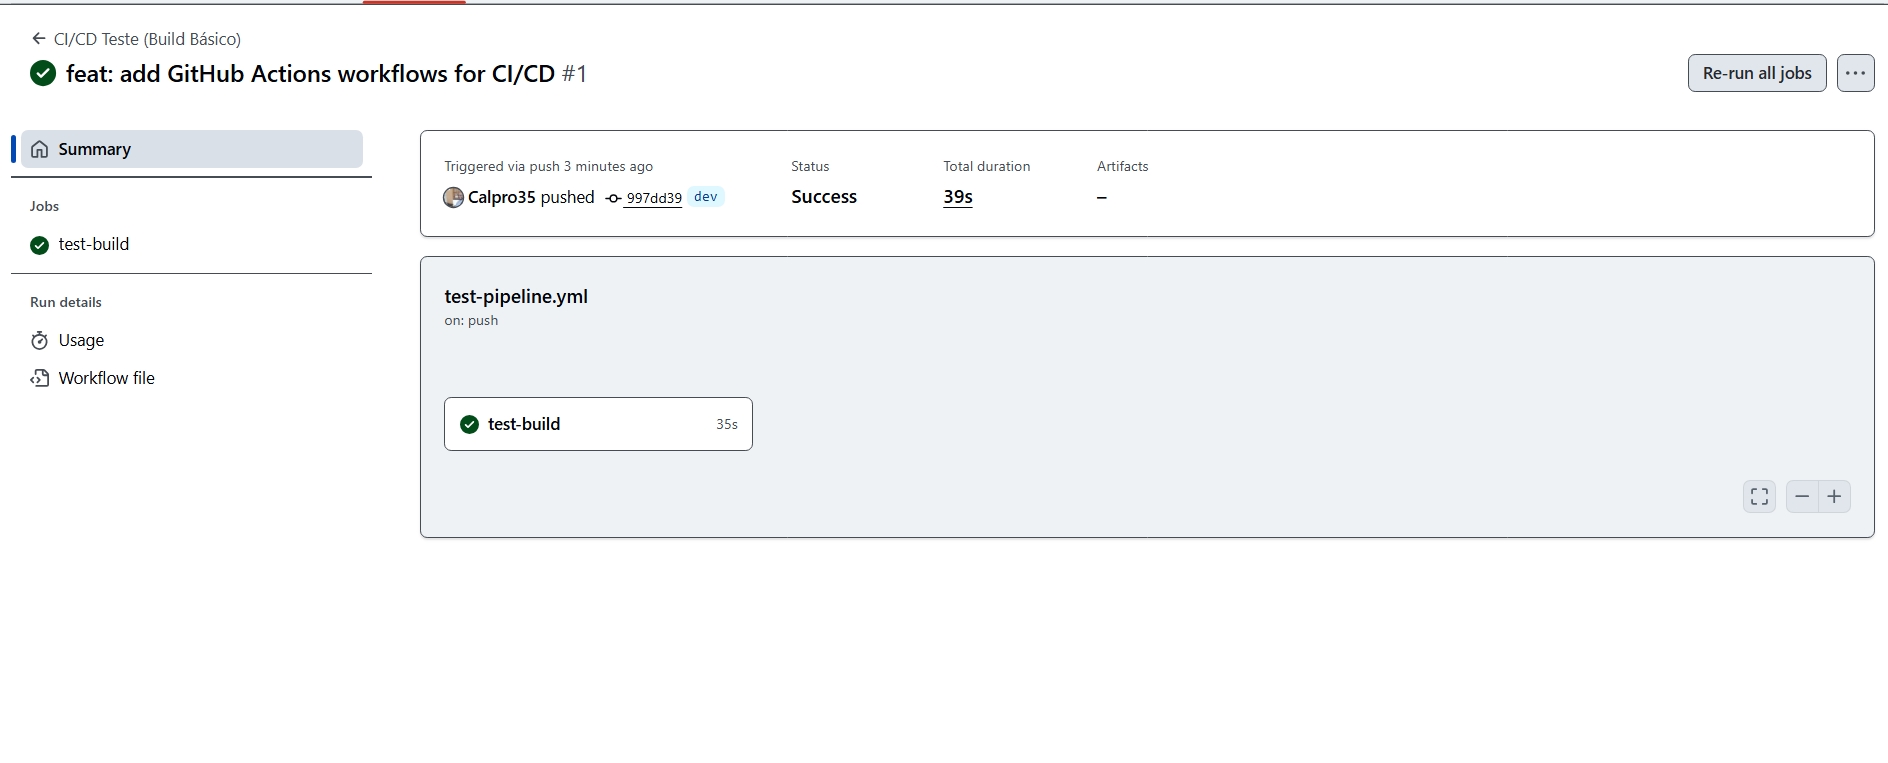 CI/CD Teste (Build Básico)
feat: add GitHub Actions workflows for CI/CD #1
Re-run all jobs
Summary
Jobs
test-build
Run details
Usage
Workflow file
Triggered via push 3 minutes ago
Calpro35 pushed 997dd39 dev
Status
Success
Total duration
39s
Artifacts
–
test-pipeline.yml
on: push
test-build 35s